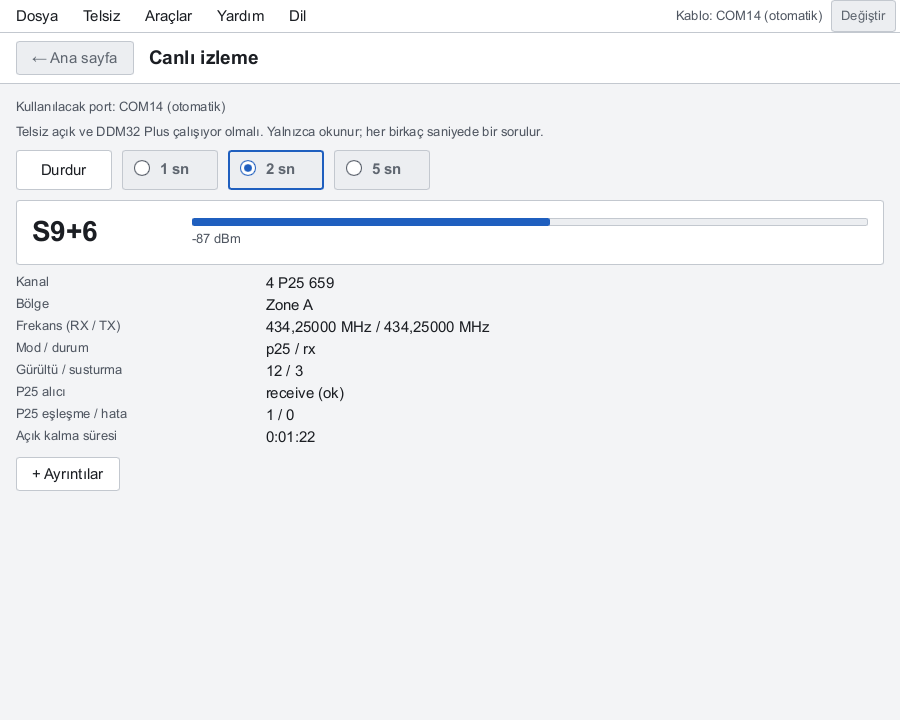 Dosya Telsiz Araçlar Yardım Dil Kablo: COM14 (otomatik) Değiştir
← Ana sayfa Canlı izleme
Kullanılacak port: COM14 (otomatik)
Telsiz açık ve DDM32 Plus çalışıyor olmalı. Yalnızca okunur; her birkaç saniyede bir sorulur.
Durdur 1 sn 2 sn 5 sn
S9+6
-87 dBm
Kanal 4 P25 659
Bölge Zone A
Frekans (RX / TX) 434,25000 MHz / 434,25000 MHz
Mod / durum p25 / rx
Gürültü / susturma 12 / 3
P25 alıcı receive (ok)
P25 eşleşme / hata 1 / 0
Açık kalma süresi 0:01:22
+ Ayrıntılar